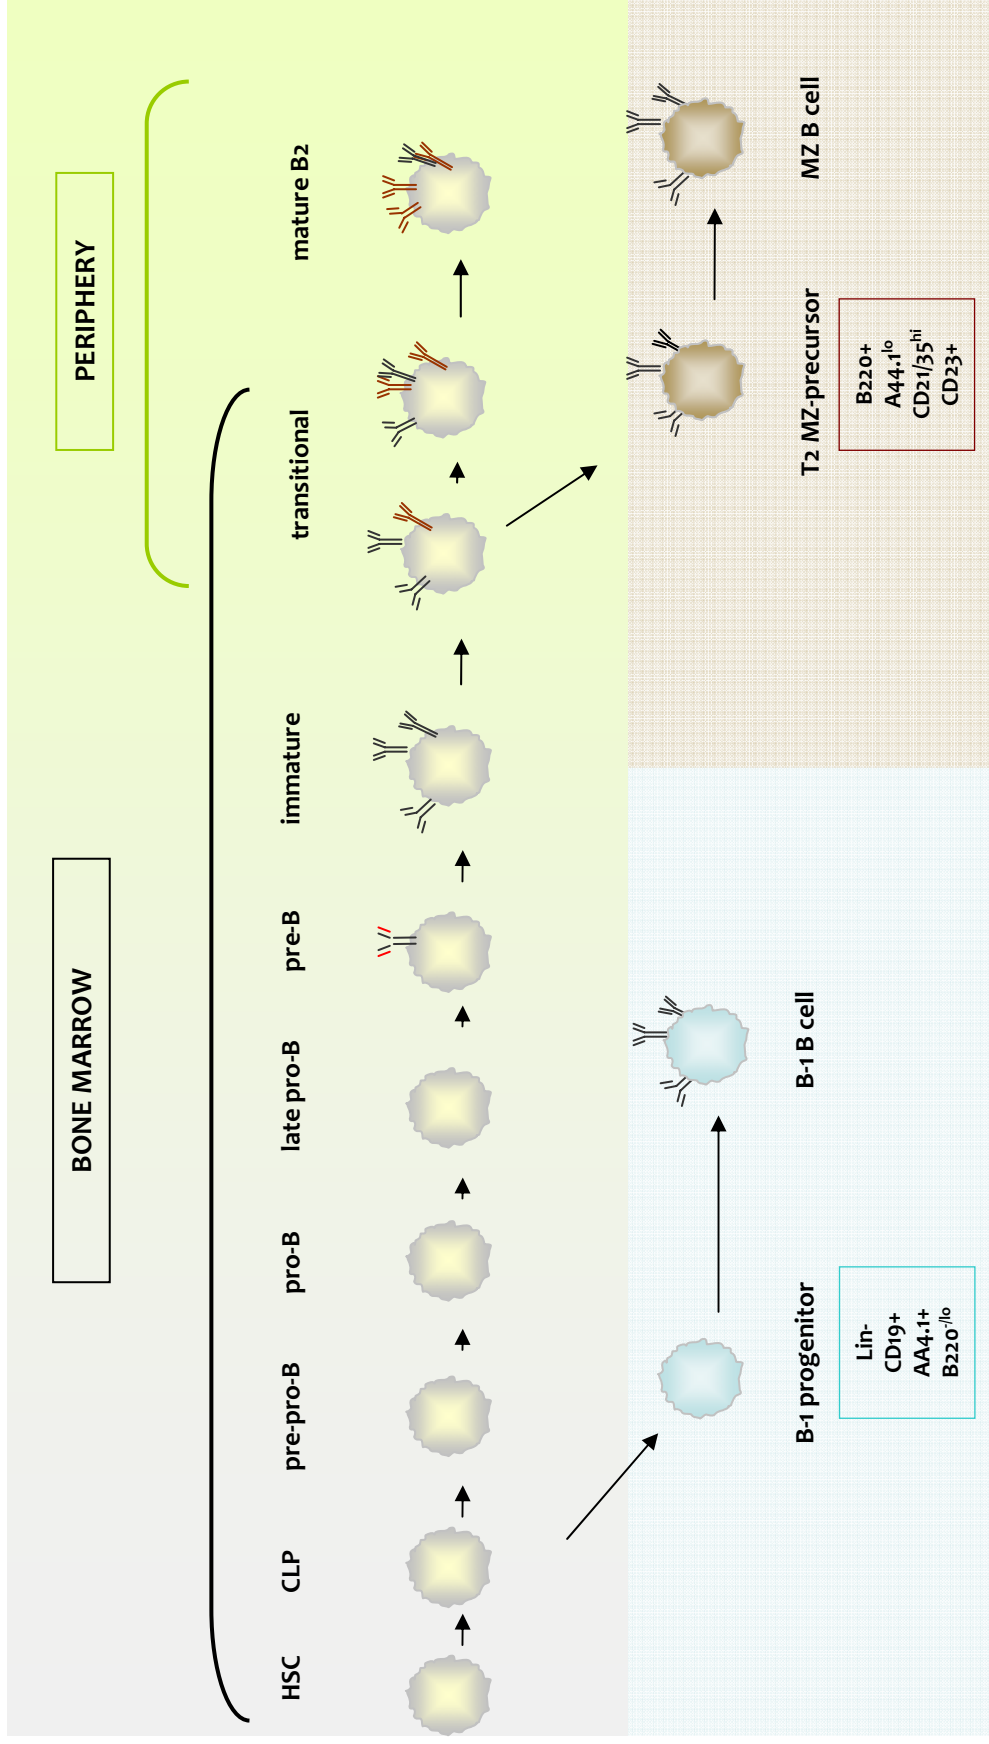 BONE MARROW
PERIPHERY
HSC
CLP
pre-pro-B
pro-B
late pro-B
pre-B
immature
transitional
mature B2
B-1 progenitor
B-1 B cell
T2 MZ-precursor
MZ B cell
Lin-
CD19+
AA4.1+
B220-/lo
B220+
A44.1lo
CD21/35hi
CD23+